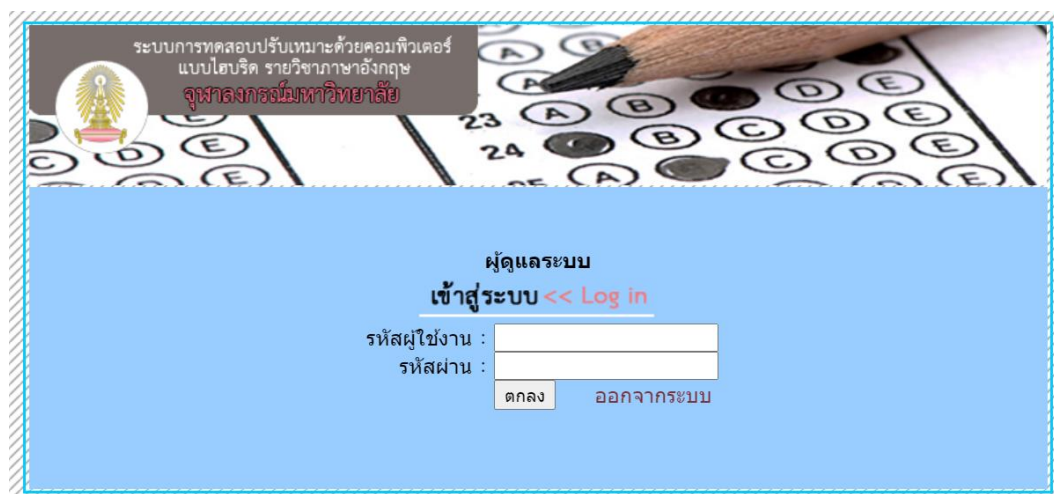 ระบบการทดสอบปรับเหมาะด้วยคอมพิวเตอร์
แบบไฮบริด รายวิชาภาษาอังกฤษ
จุฬาลงกรณ์มหาวิทยาลัย
A B
23 A B D E
24 B C D E
C D E
25 A C D E
E
ผู้ดูแลระบบ
เข้าสู่ระบบ << Log in
รหัสผู้ใช้งาน :
รหัสผ่าน :
ตกลง ออกจากระบบ